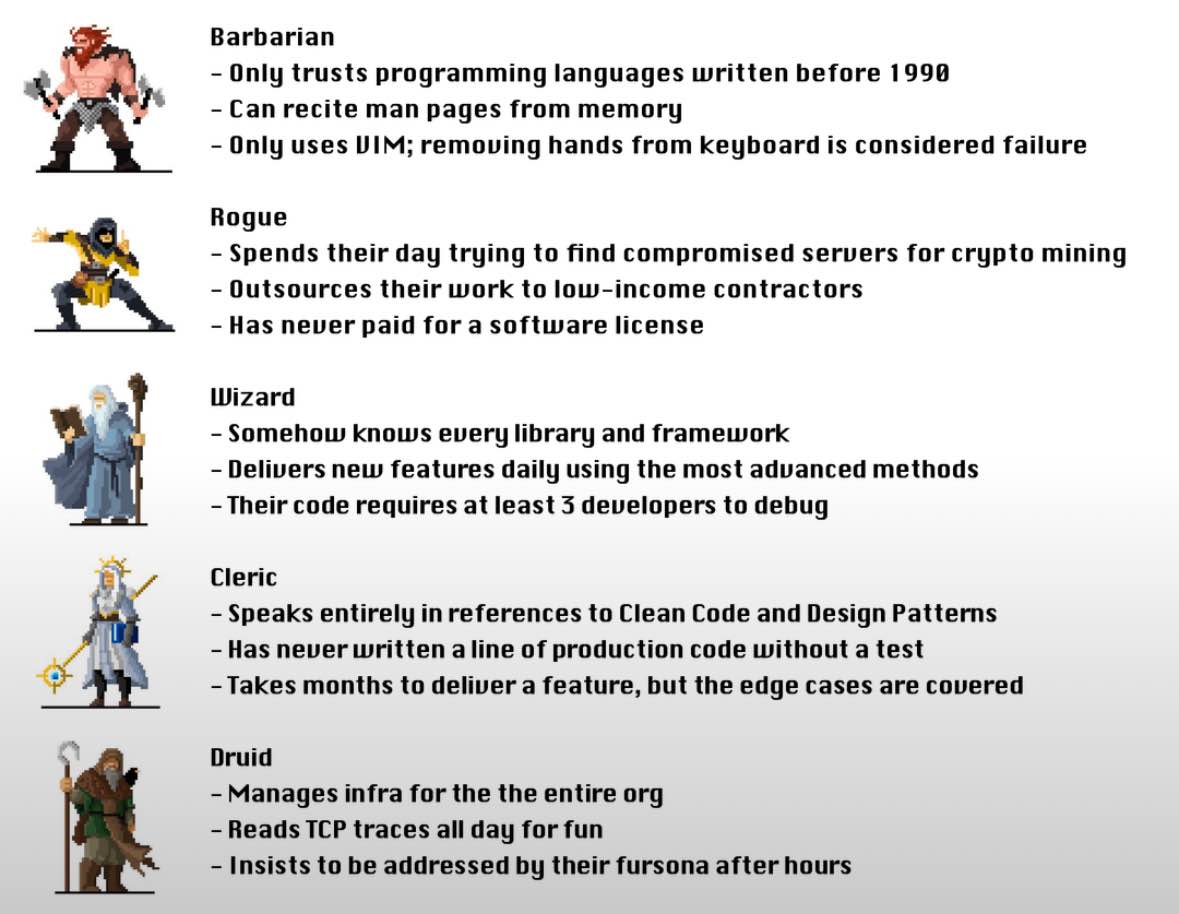 Barbarian
- Only trusts programming languages written before 1990
- Can recite man pages from memory
- Only uses VIM; removing hands from keyboard is considered failure
Rogue
- Spends their day trying to find compromised servers for crypto mining
- Outsources their work to low-income contractors
- Has never paid for a software license
Wizard
- Somehow knows every library and framework
- Delivers new features daily using the most advanced methods
- Their code requires at least 3 developers to debug
Cleric
- Speaks entirely in references to Clean Code and Design Patterns
- Has never written a line of production code without a test
- Takes months to deliver a feature, but the edge cases are covered
Druid
- Manages infra for the the entire org
- Reads TCP traces all day for fun
- Insists to be addressed by their fursona after hours